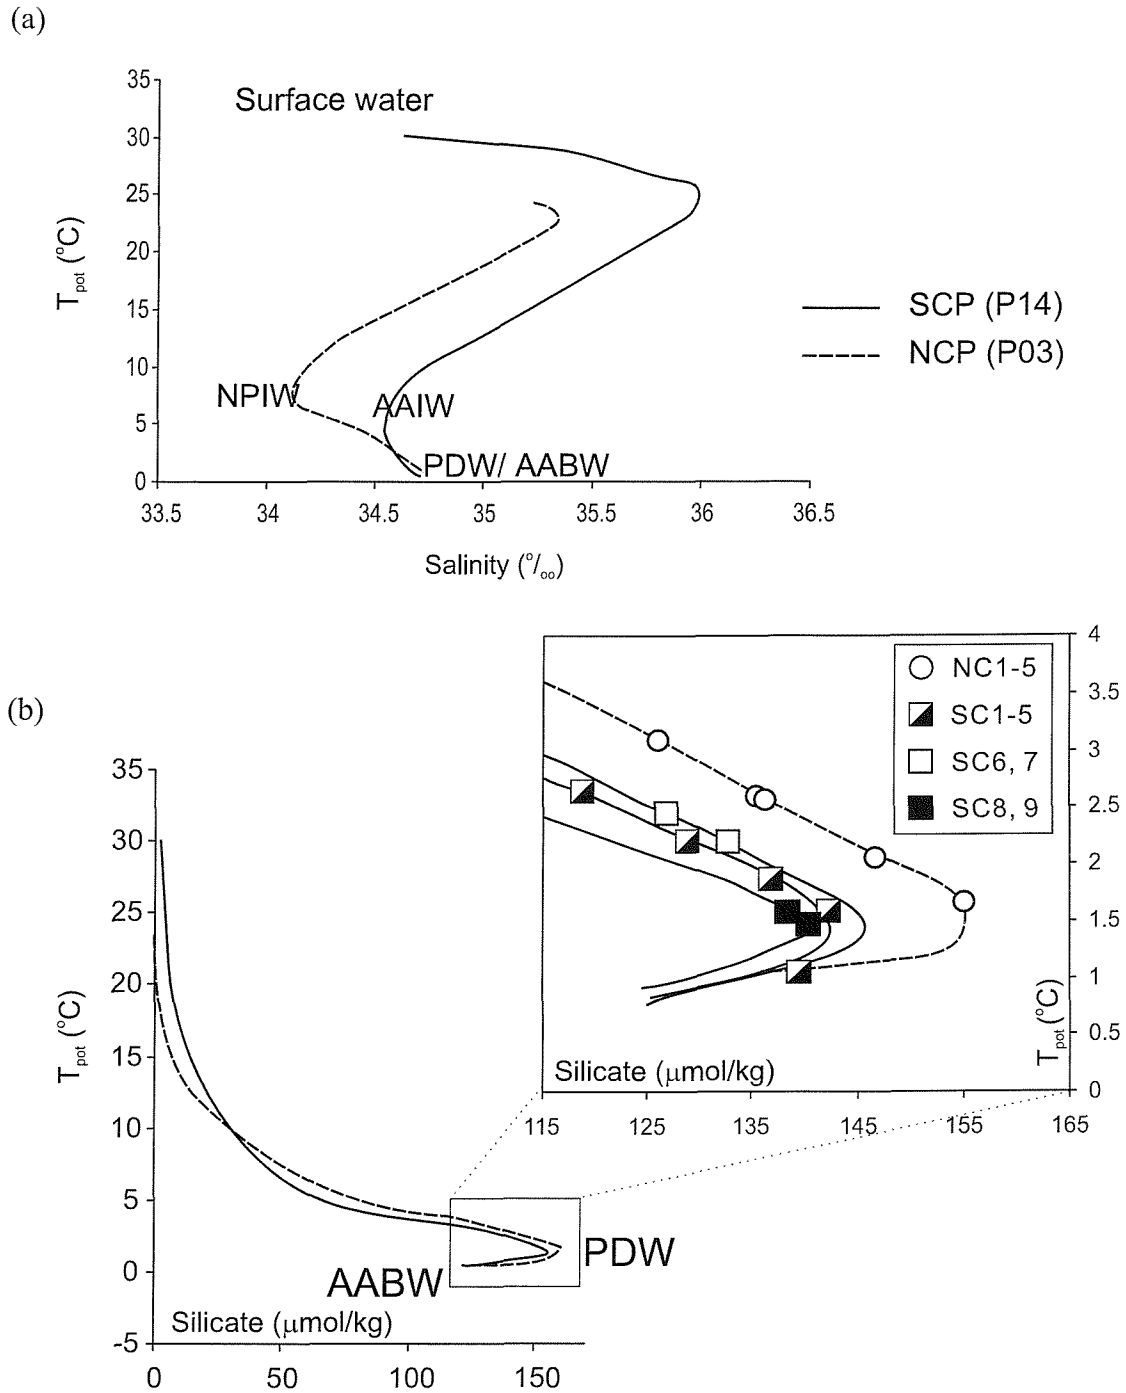 (a)
35
30
25
20
15
10
5
0
T_pot (°C)
Surface water
NPIW
AAIW
PDW/ AABW
SCP (P14)
NCP (P03)
33.5 34 34.5 35 35.5 36 36.5
Salinity (°/oo)
(b)
35
30
25
20
15
10
5
0
-5
T_pot (°C)
AABW
PDW
Silicate (μmol/kg)
0 50 100 150
NC1-5
SC1-5
SC6, 7
SC8, 9
4
3.5
3
2.5
2
1.5
1
0.5
0
T_pot (°C)
Silicate (μmol/kg)
115 125 135 145 155 165